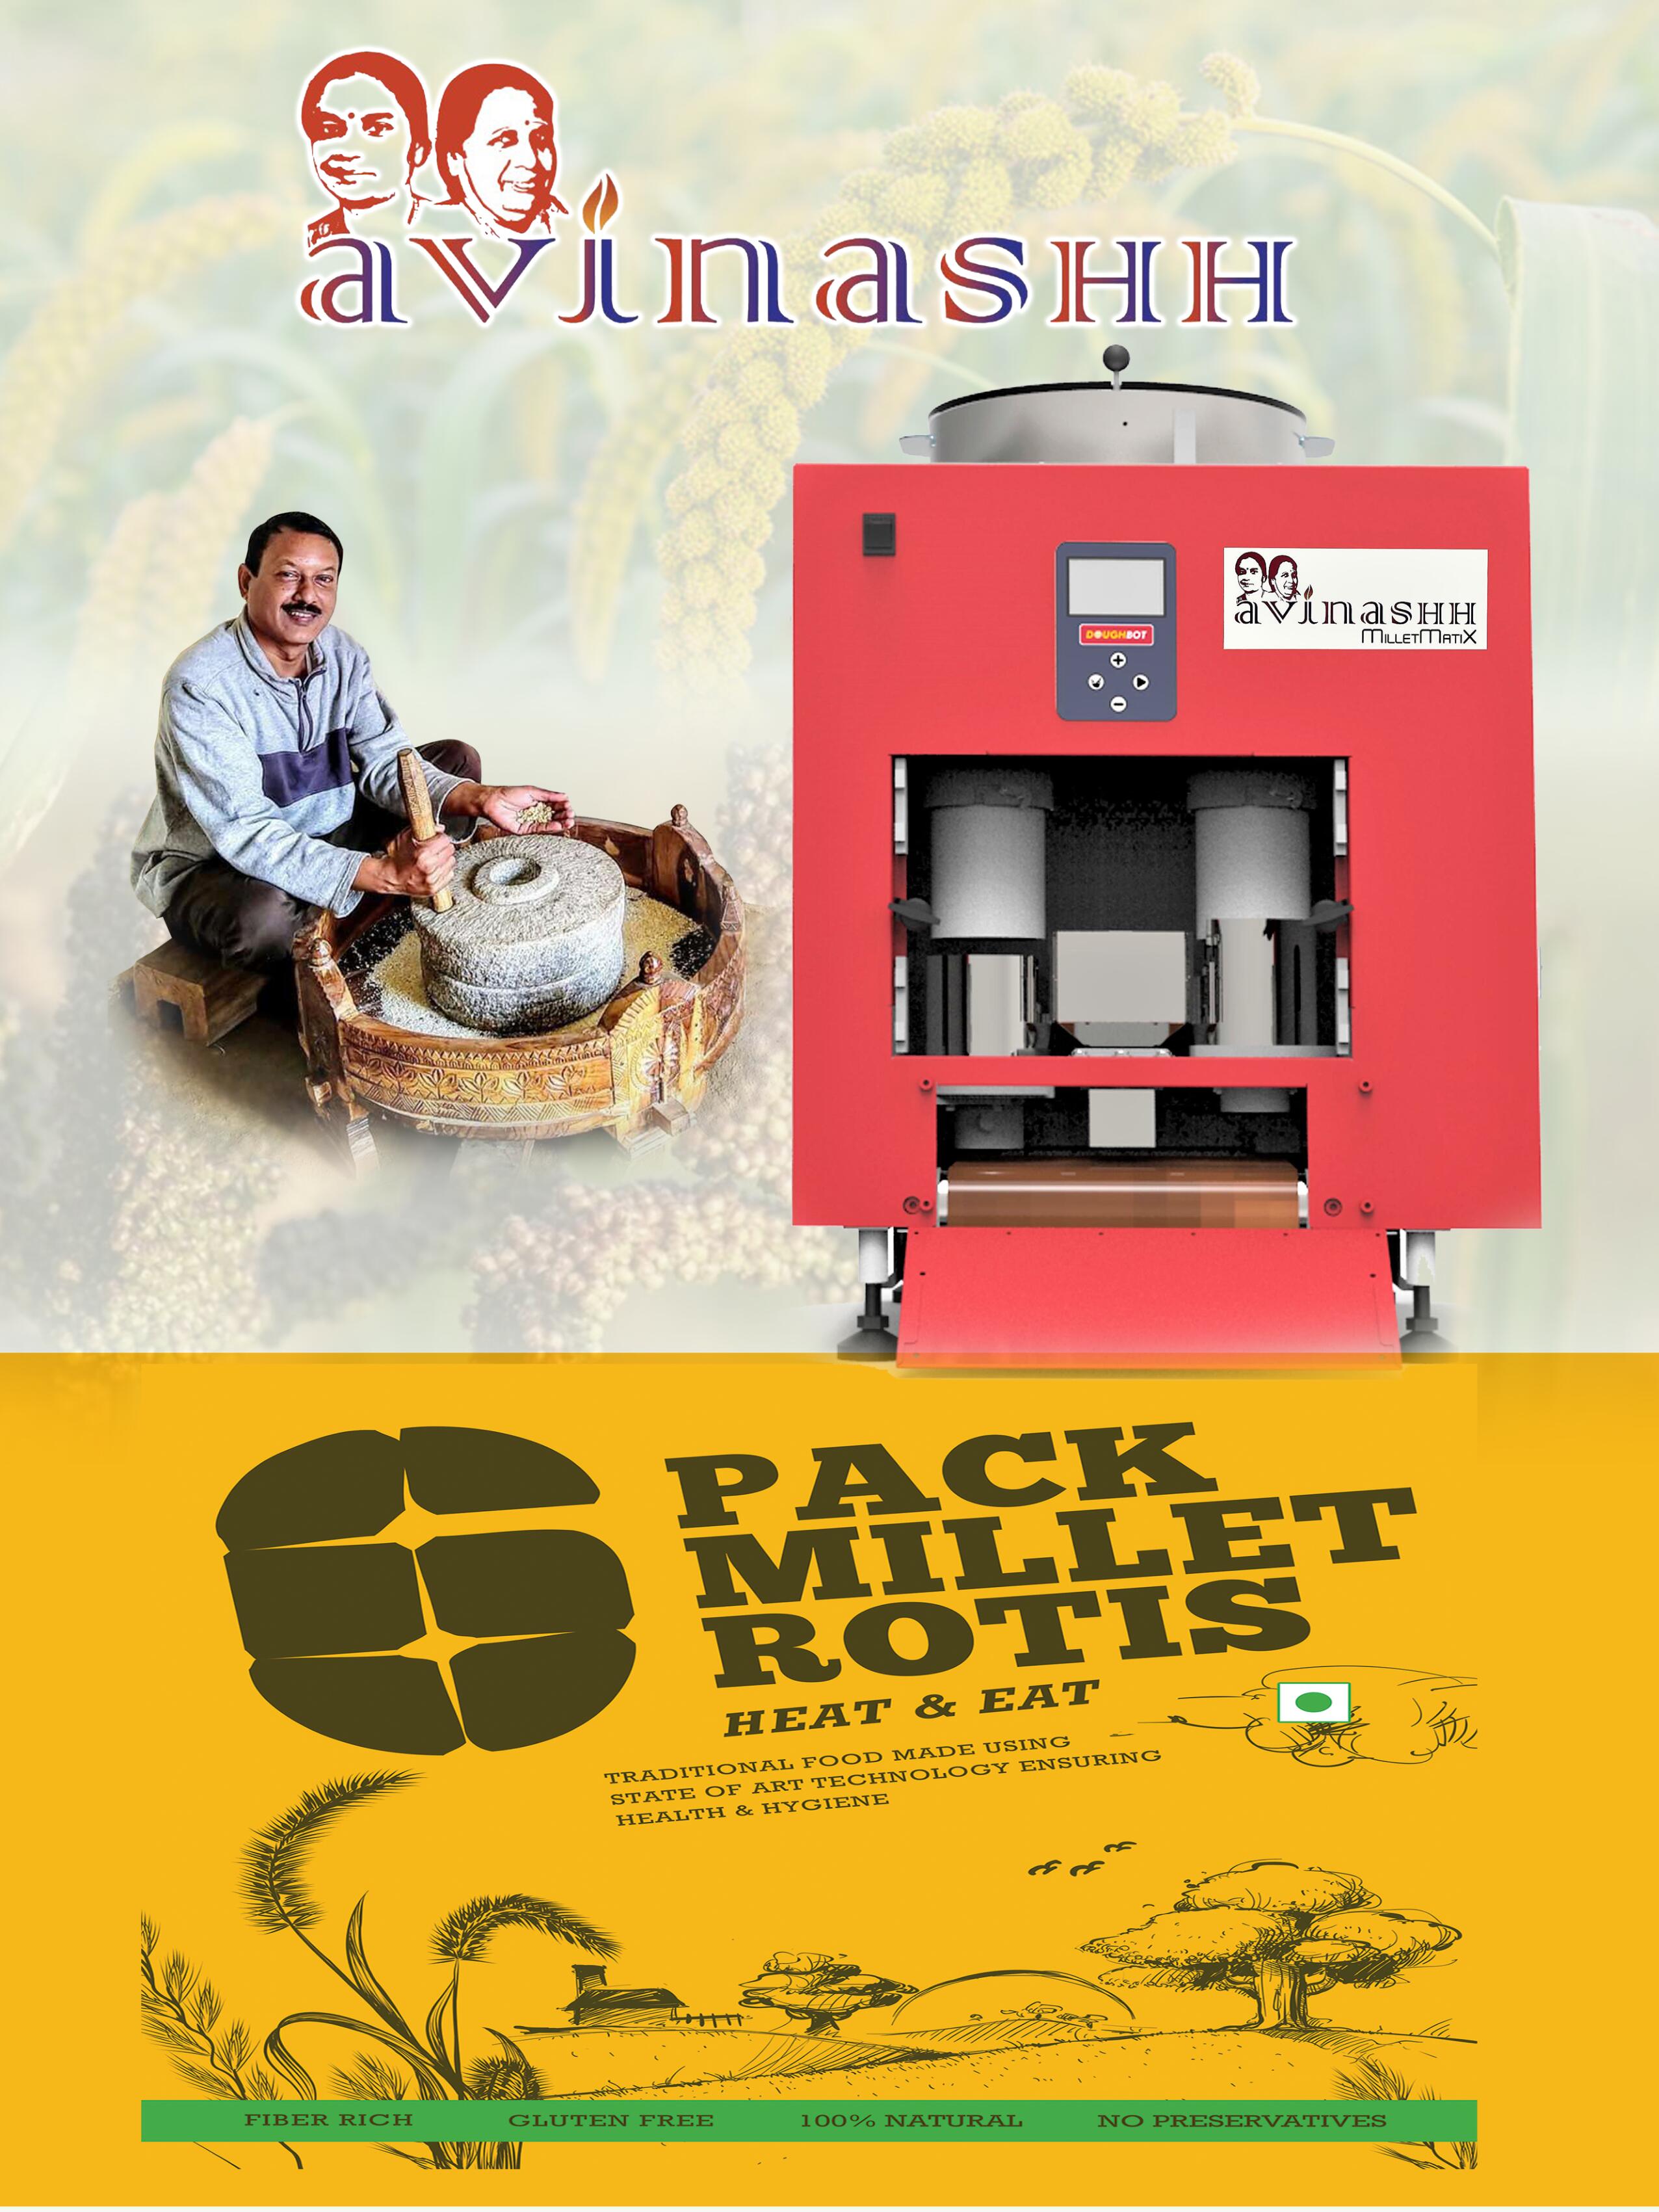 avinasHH
DOUGHBOT
avinasHH
MILLETMATIX
6 PACK
MILLET
ROTIS
HEAT & EAT
TRADITIONAL FOOD MADE USING
STATE OF ART TECHNOLOGY ENSURING
HEALTH & HYGIENE
FIBER RICH GLUTEN FREE 100% NATURAL NO PRESERVATIVES